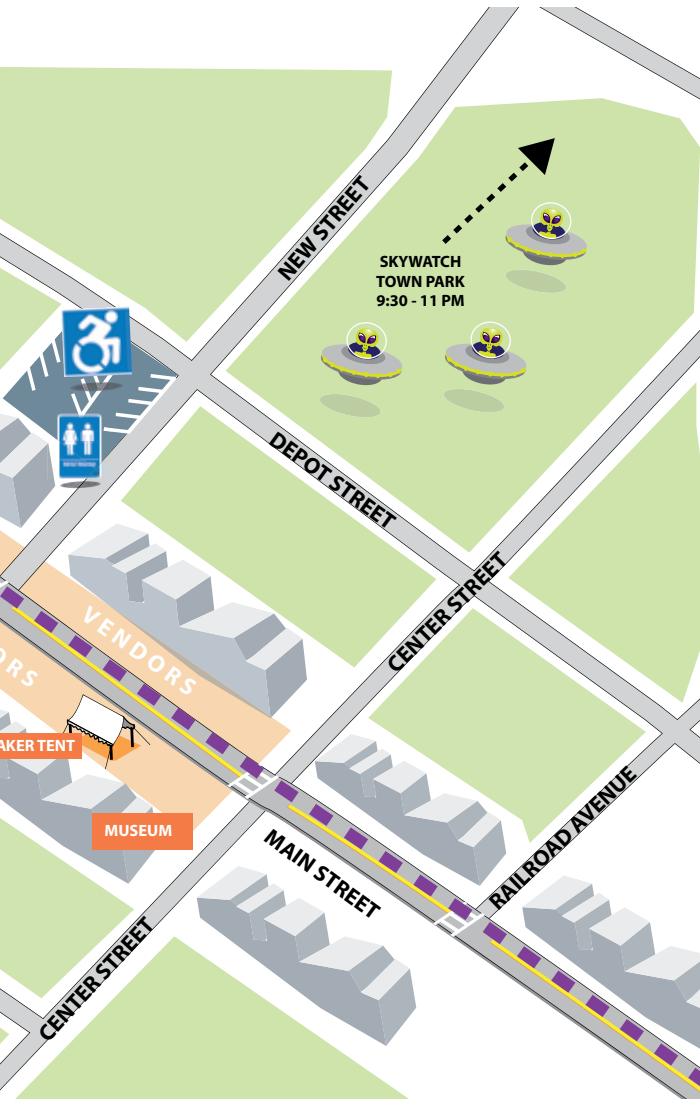 NEW STREET
SKYWATCH
TOWN PARK
9:30 - 11 PM
DEPOT STREET
CENTER STREET
VENDORS
ORS
AKER TENT
MUSEUM
MAIN STREET
RAILROAD AVENUE
CENTER STREET